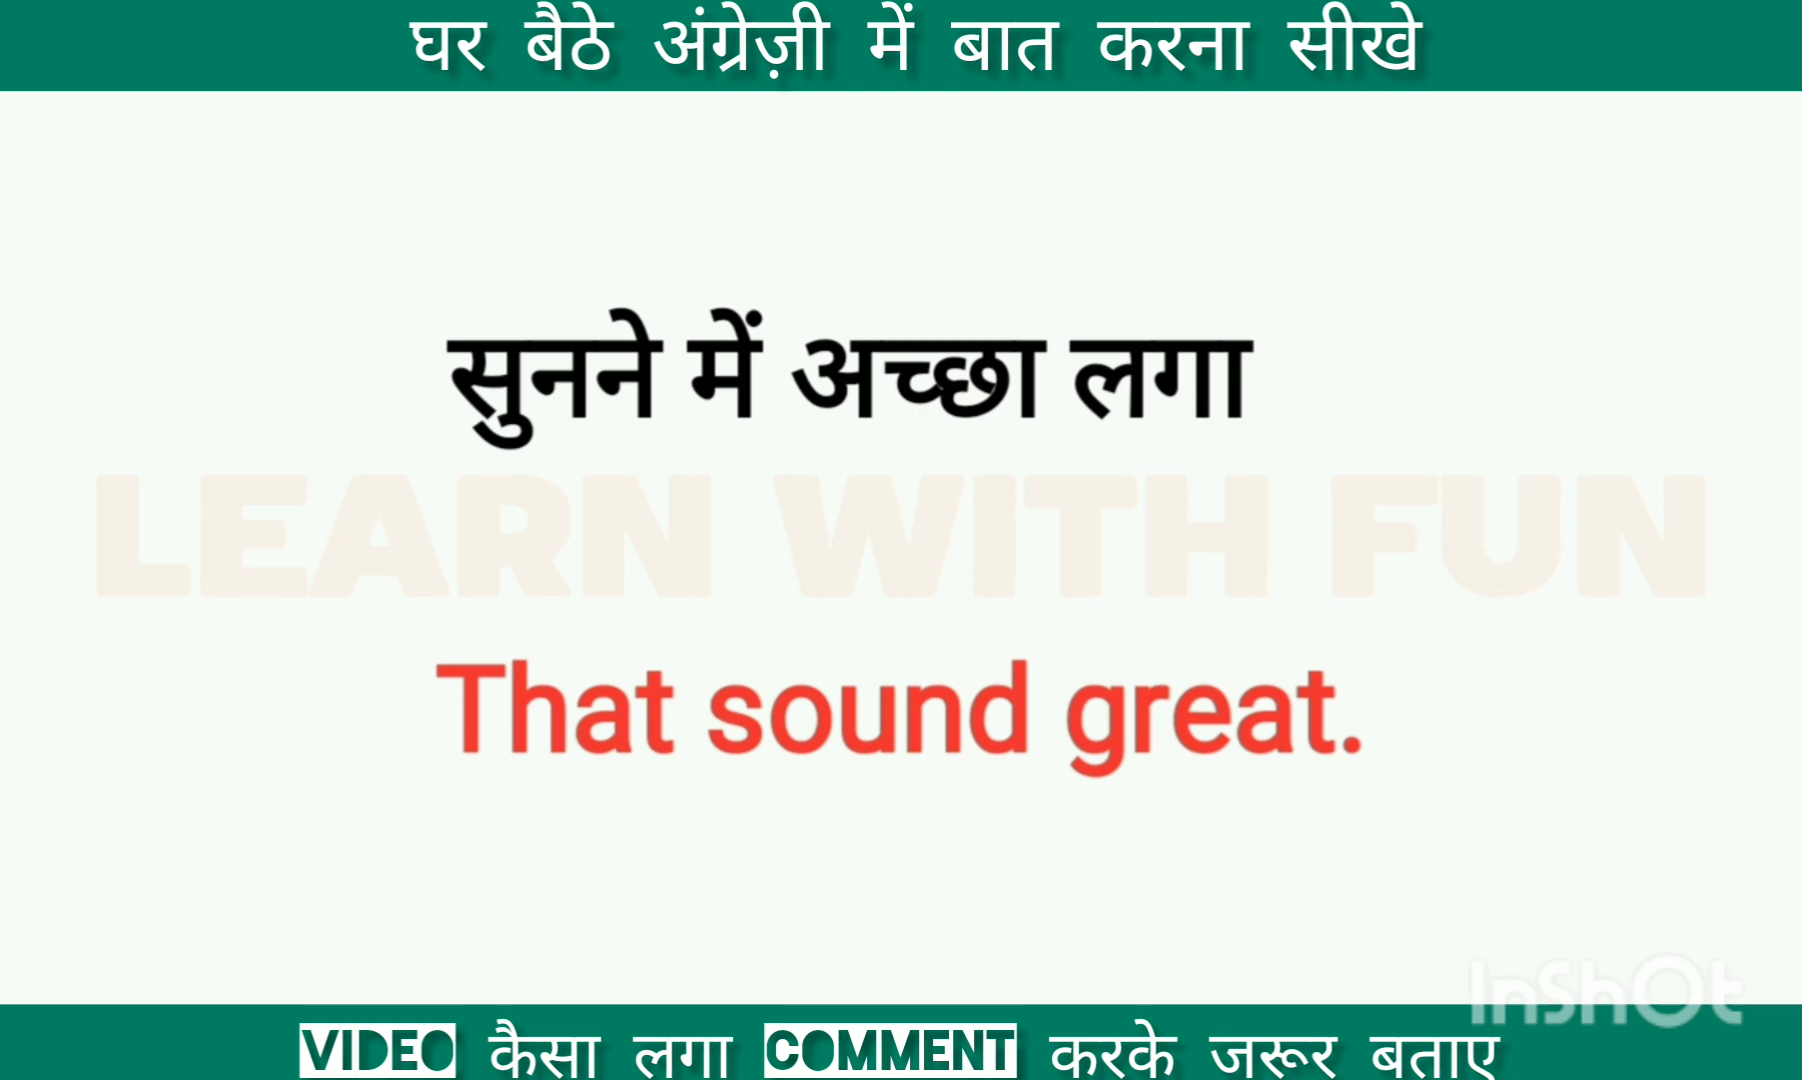 घर बैठे अंग्रेज़ी में बात करना सीखे
सुनने में अच्छा लगा
LEARN WITH FUN
That sound great.
InShOt
VIDEO कैसा लगा COMMENT करके जरूर बताए